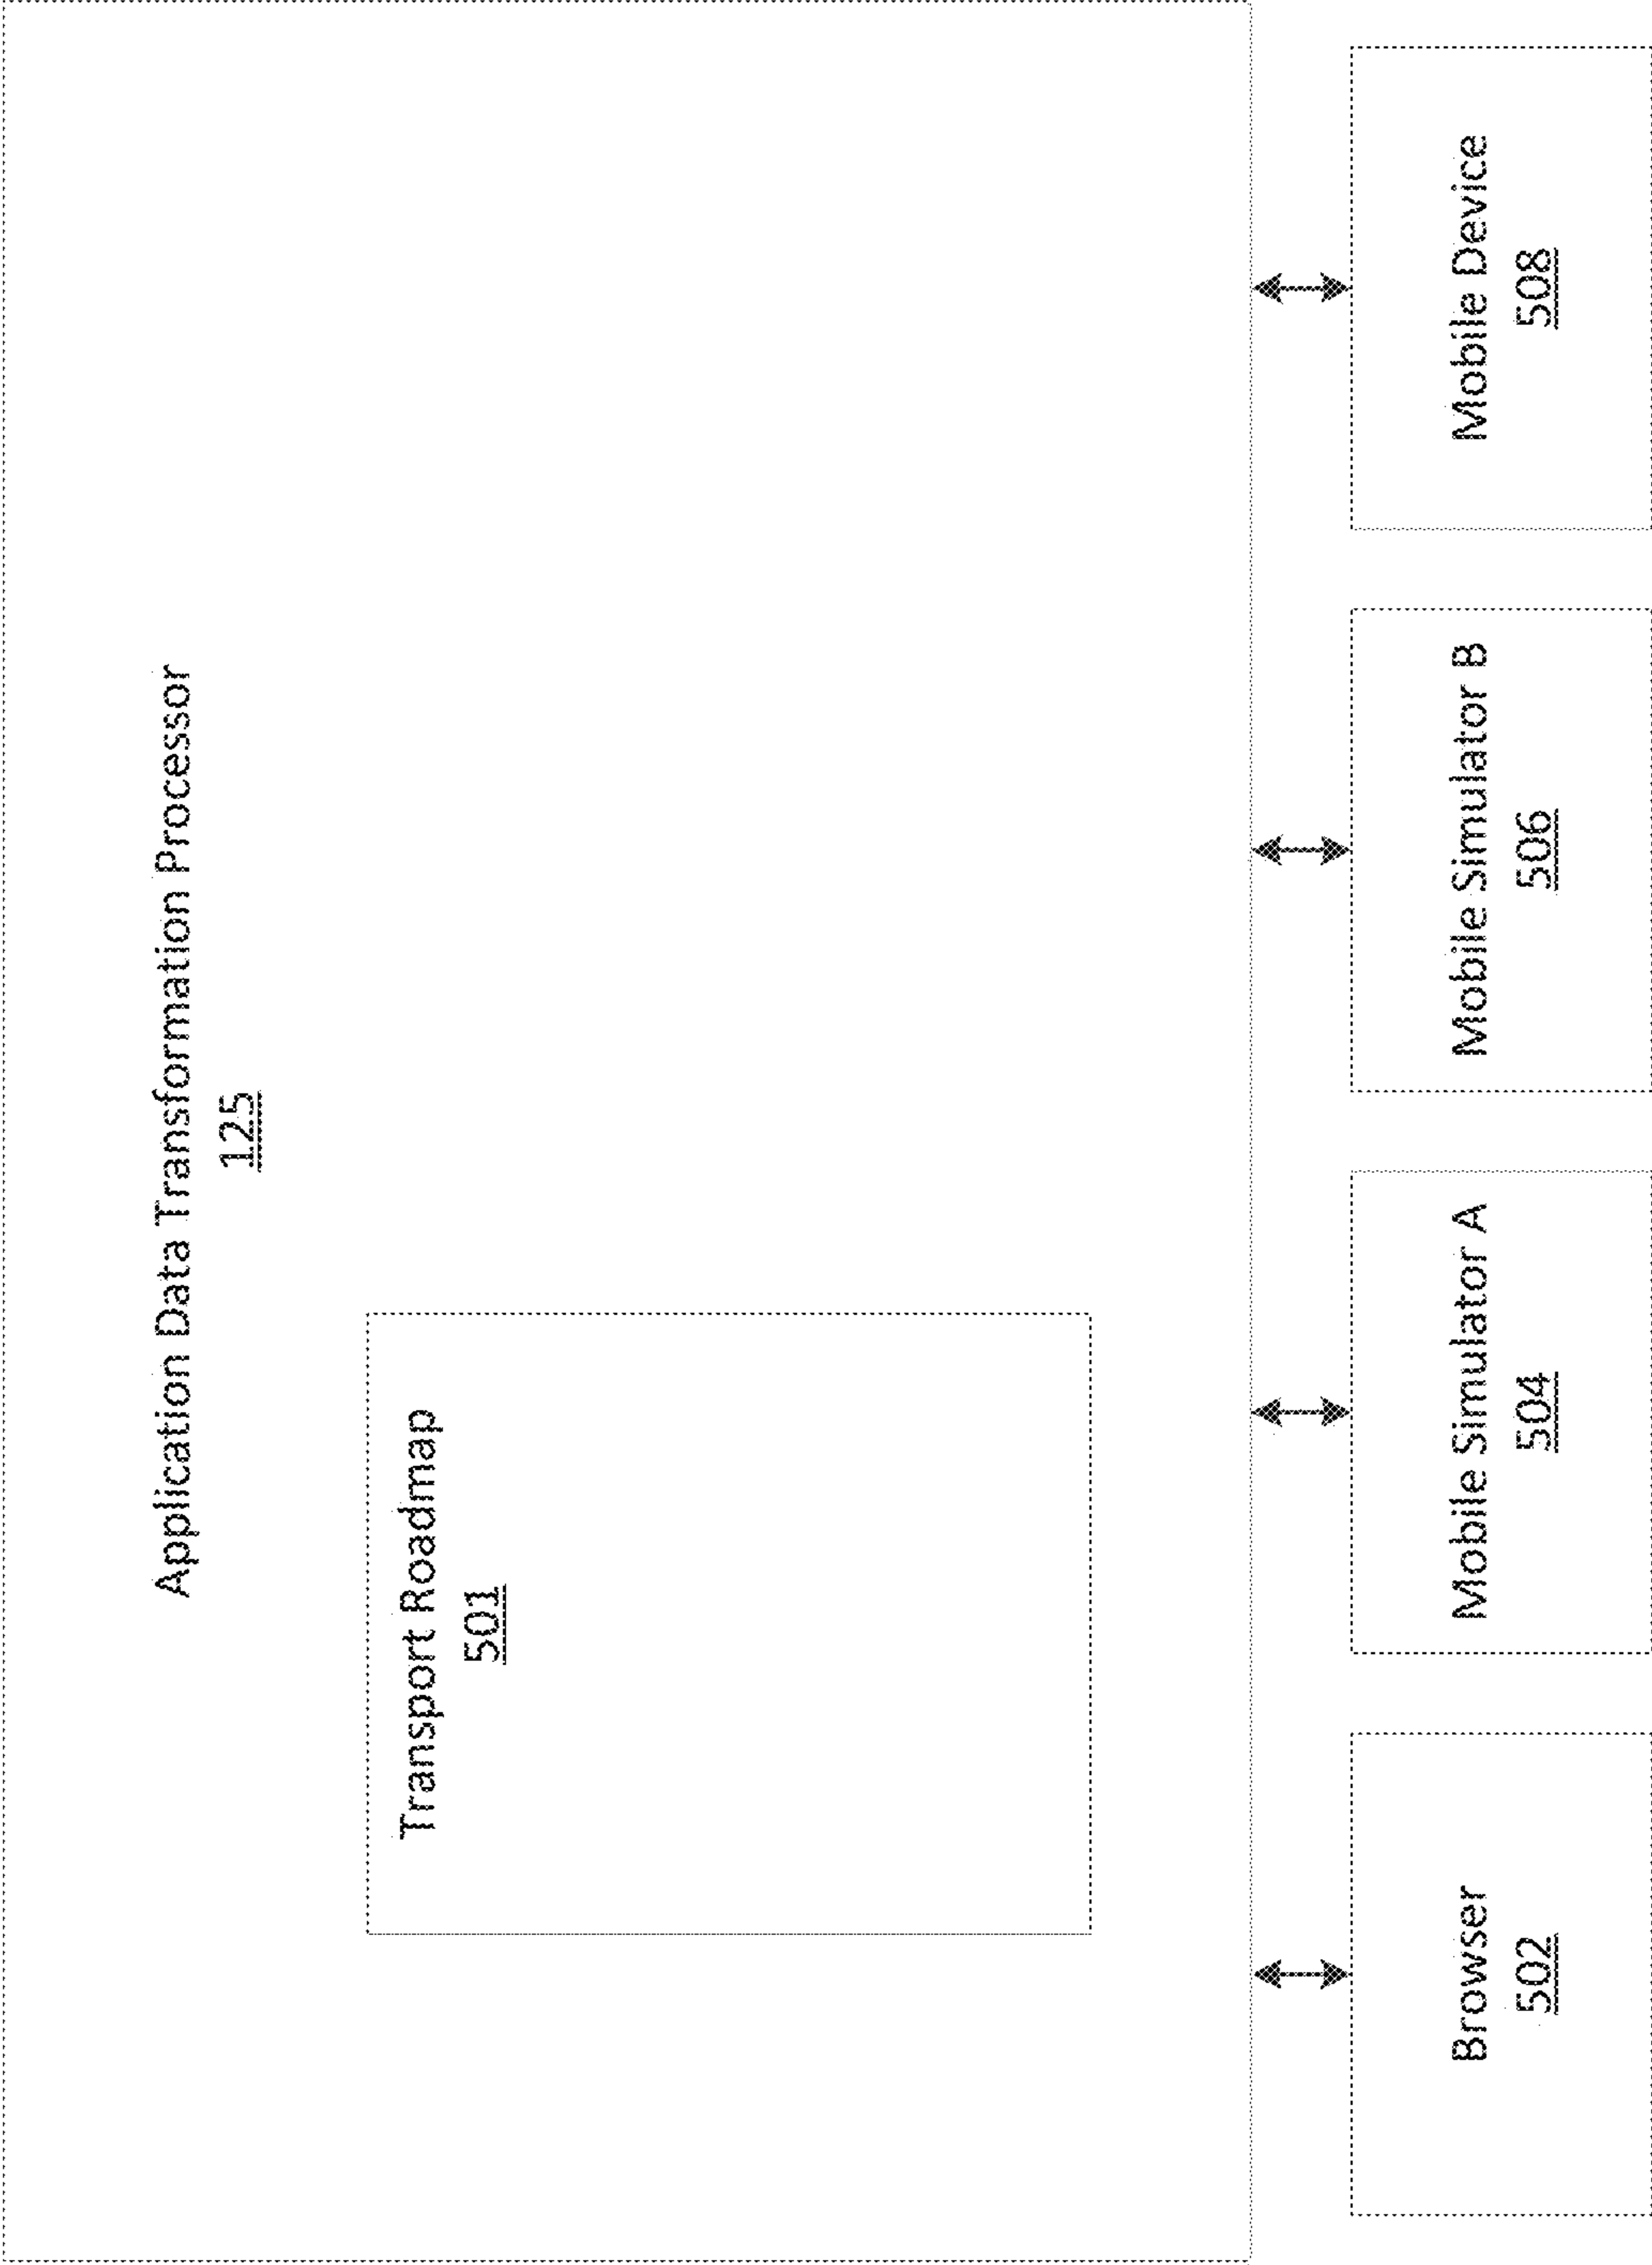 Application Data Transformation Processor
125
Transport Roadmap
501
Browser
502
Mobile Simulator A
504
Mobile Simulator B
506
Mobile Device
508